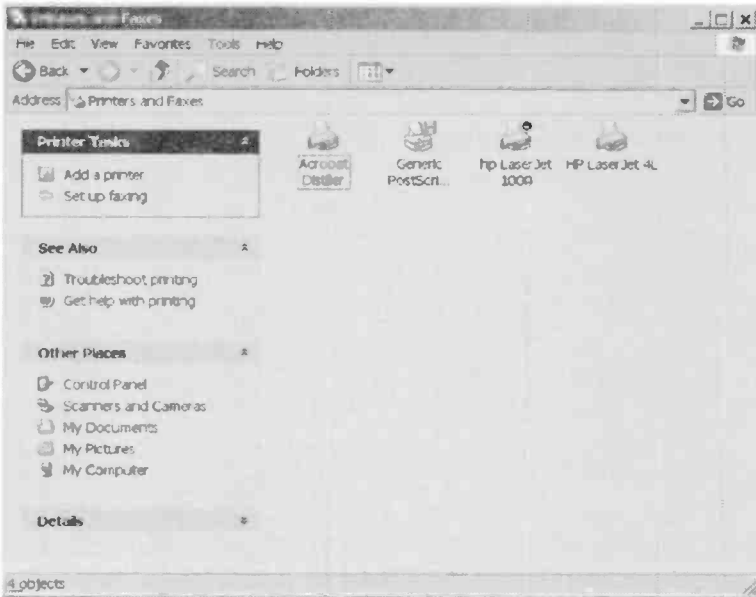 Faxes
File Edit View Favorites Tools Help
Back Search Folders
Address Printers and Faxes Go
Printer Tasks
Add a printer
Set up faxing
See Also
Troubleshoot printing
Get help with printing
Other Places
Control Panel
Scanners and Cameras
My Documents
My Pictures
My Computer
Details
Acrobat
Distiller
Generic
PostScri...
hp LaserJet
1000
HP LaserJet 4L
4 objects